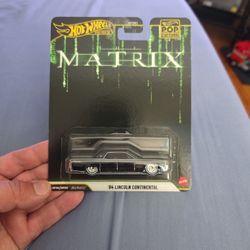 Hot Wheels
POP
CULTURE
MATRIX
'64 LINCOLN CONTINENTAL